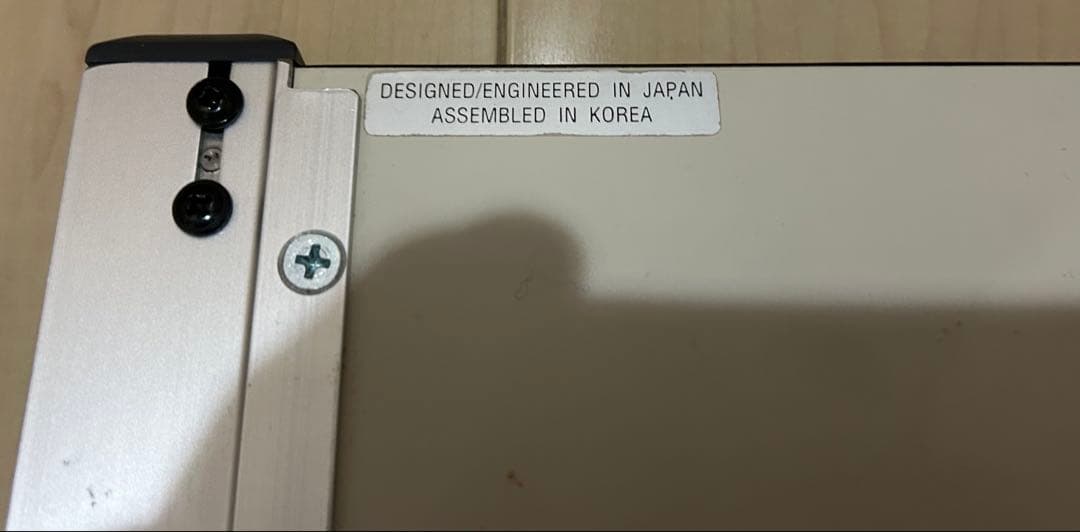 DESIGNED/ENGINEERED IN JAPAN
ASSEMBLED IN KOREA